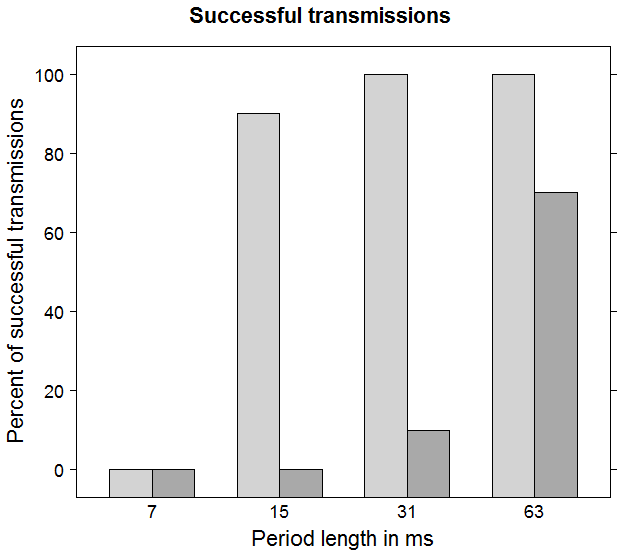 Successful transmissions
Percent of successful transmissions
100
80
60
40
20
0
7 15 31 63
Period length in ms